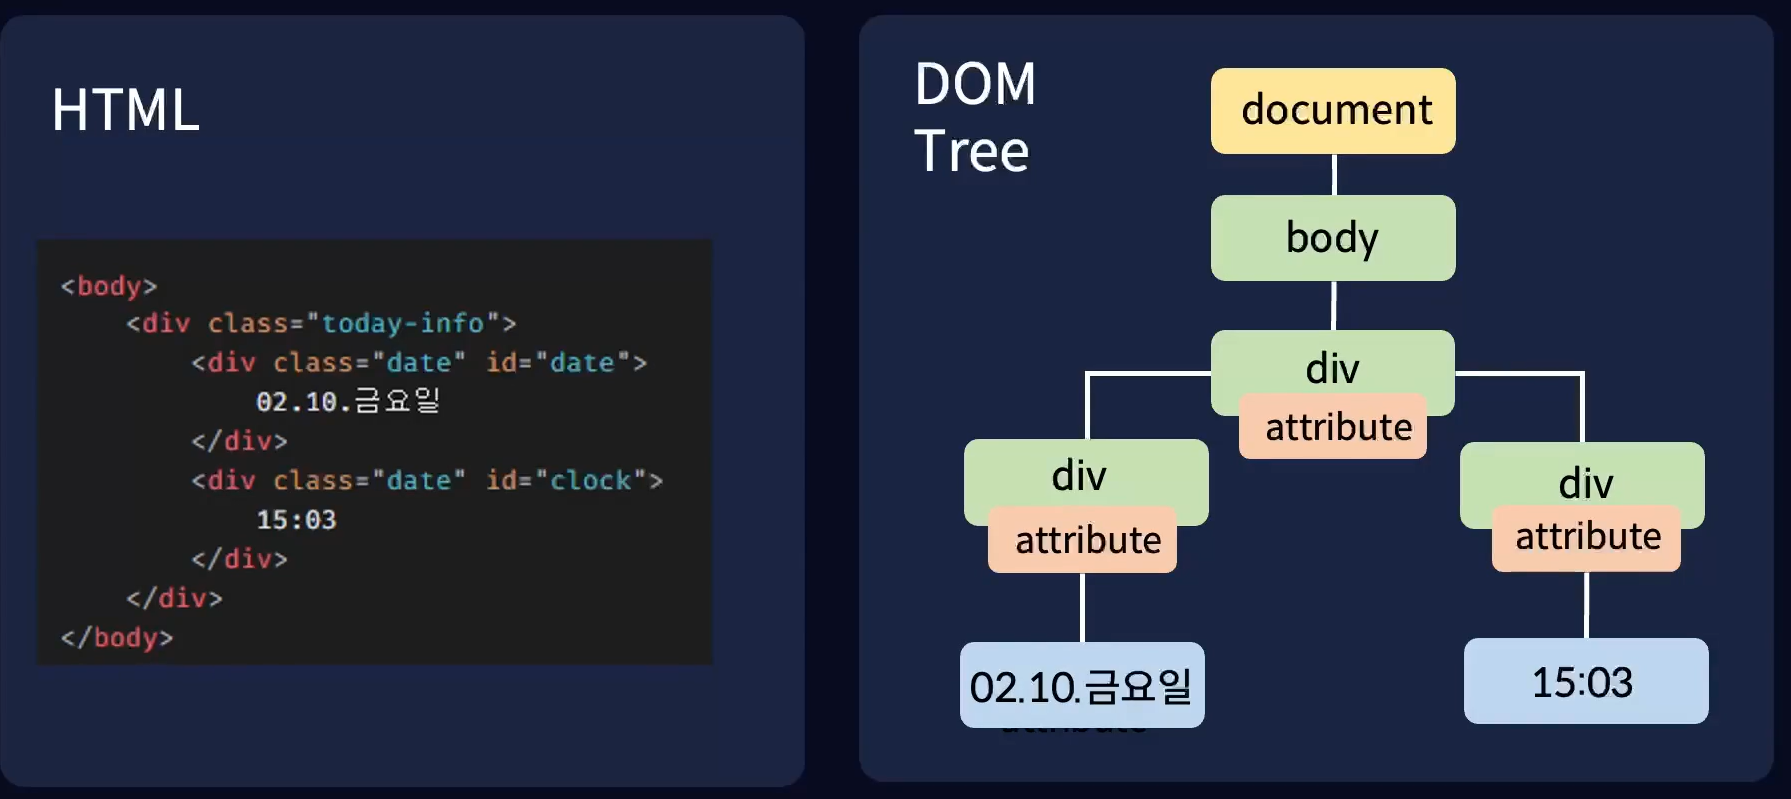 HTML
<body>
<div class="today-info">
<div class="date" id="date">
02.10.금요일
</div>
<div class="date" id="clock">
15:03
</div>
</div>
</body>
DOM
Tree
document
body
div
attribute
div
attribute
div
attribute
02.10.금요일
15:03
attribute